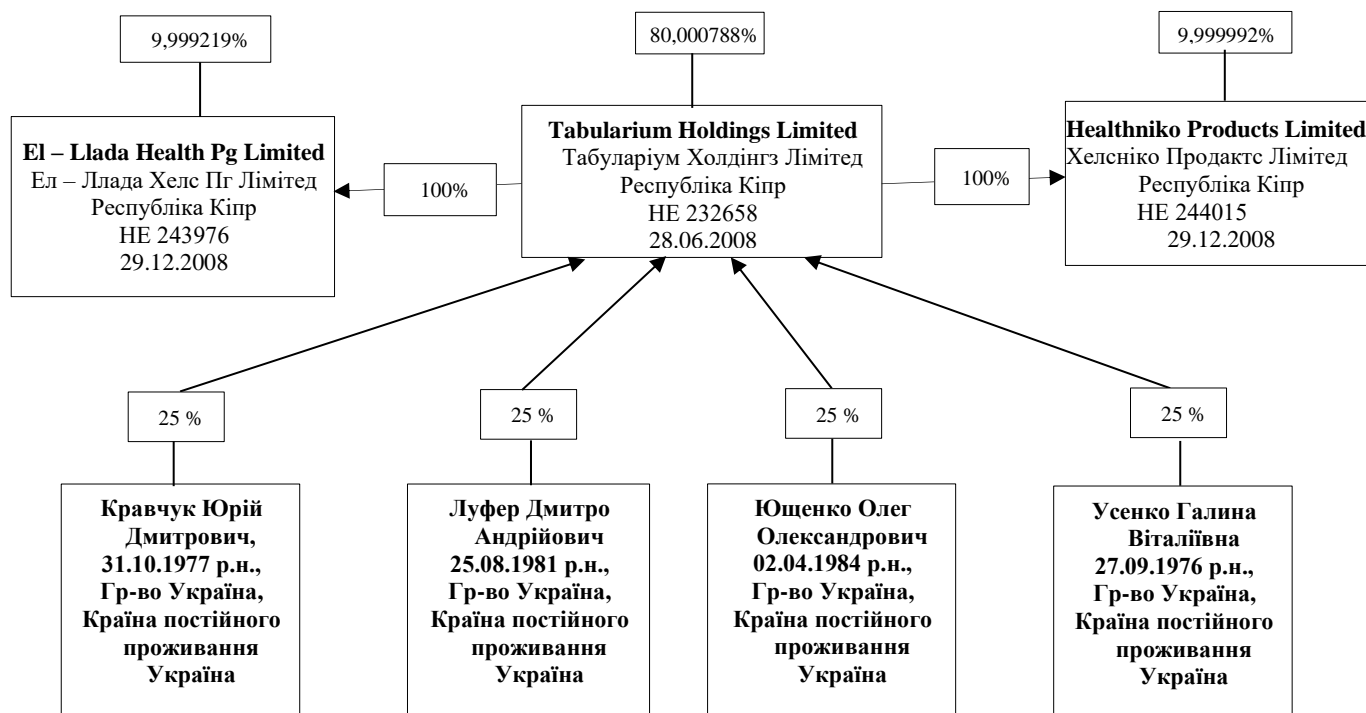 9,999219%
80,000788%
9,999992%
El – Llada Health Pg Limited
Ел – Ллада Хелс Пг Лімітед
Республіка Кіпр
НЕ 243976
29.12.2008
100%
Tabularium Holdings Limited
Табуларіум Холдінгз Лімітед
Республіка Кіпр
НЕ 232658
28.06.2008
100%
Healthniko Products Limited
Хелсніко Продактс Лімітед
Республіка Кіпр
НЕ 244015
29.12.2008
25 %
25 %
25 %
25 %
Кравчук Юрій
Дмитрович,
31.10.1977 р.н.,
Гр-во Україна,
Країна постійного
проживання
Україна
Луфер Дмитро
Андрійович
25.08.1981 р.н.,
Гр-во Україна,
Країна постійного
проживання
Україна
Ющенко Олег
Олександрович
02.04.1984 р.н.,
Гр-во Україна,
Країна постійного
проживання
Україна
Усенко Галина
Віталіївна
27.09.1976 р.н.,
Гр-во Україна,
Країна постійного
проживання
Україна